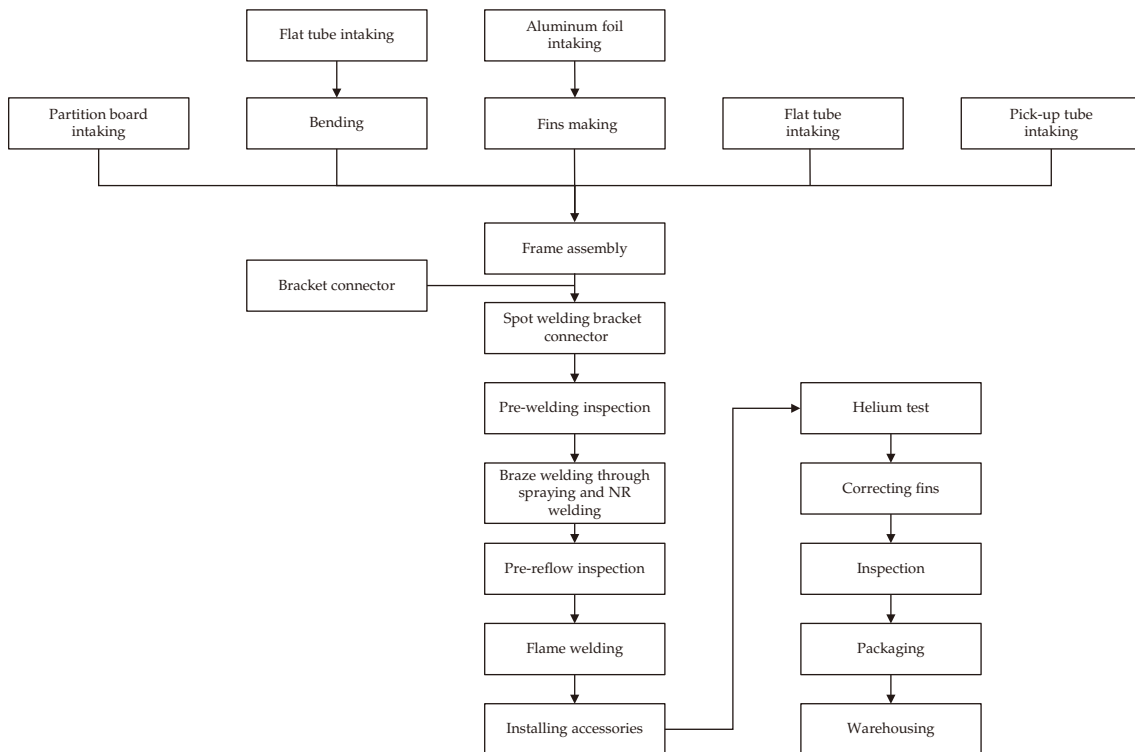 Flat tube intaking
Aluminum foil
intaking
Partition board
intaking
Bending
Fins making
Flat tube
intaking
Pick-up tube
intaking
Frame assembly
Bracket connector
Spot welding bracket
connector
Pre-welding inspection
Braze welding through
spraying and NR
welding
Pre-reflow inspection
Flame welding
Installing accessories
Helium test
Correcting fins
Inspection
Packaging
Warehousing